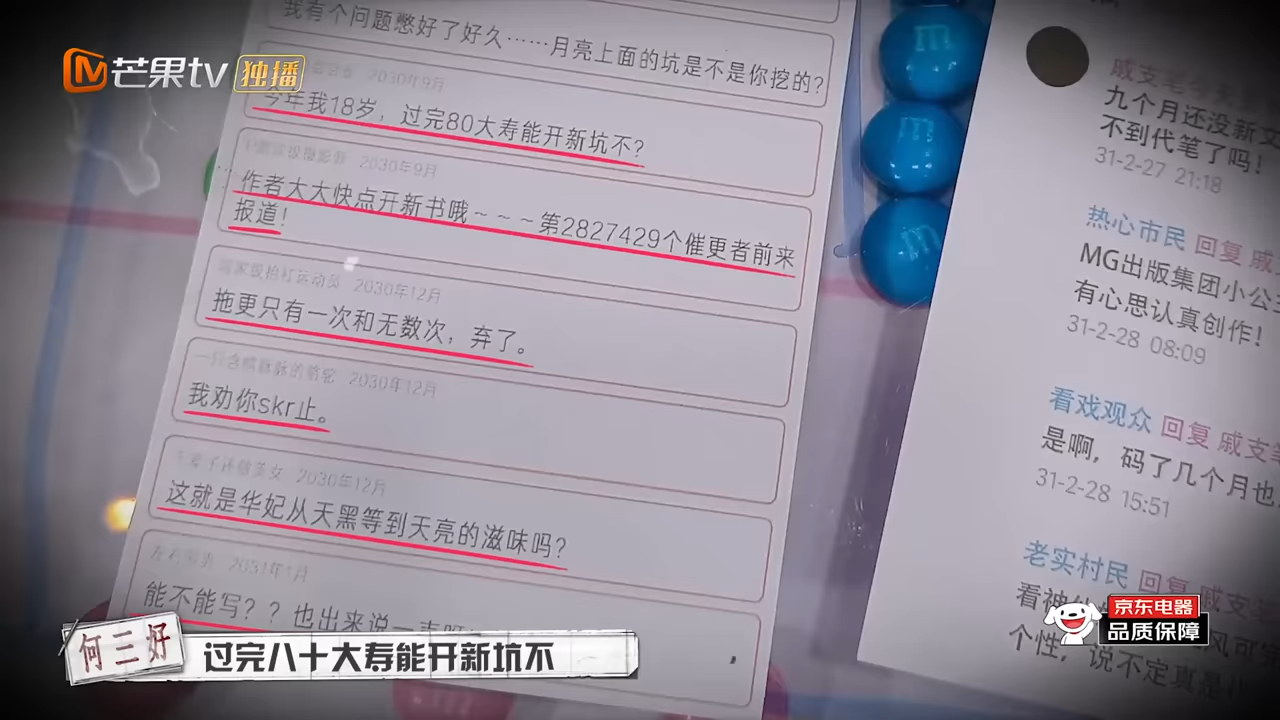 芒果tv 独播
我有个问题憋好了好久……月亮上面的坑是不是你挖的?
2030年9月
今年我18岁，过完80大寿能开新坑不?
2030年9月
作者大大快点开新书哦～～～第2827429个催更者前来
报道!
2030年12月
拖更只有一次和无数次，弃了。
2030年12月
我劝你skr止。
2030年12月
这就是华妃从天黑等到天亮的滋味吗?
2031年1月
能不能写？？也出来说一声
九个月还没新文
不到代笔了吗!
31-2-27 21:18
热心市民 回复 戚
MG出版集团小公主
有心思认真创作!
31-2-28 08:09
看戏观众 回复 戚支笔
是啊，码了几个月也
31-2-28 15:51
老实村民 回复 戚支笔
看神仙
风可
个性，说不定真是
京东电器
品质保障
何三好
过完八十大寿能开新坑不